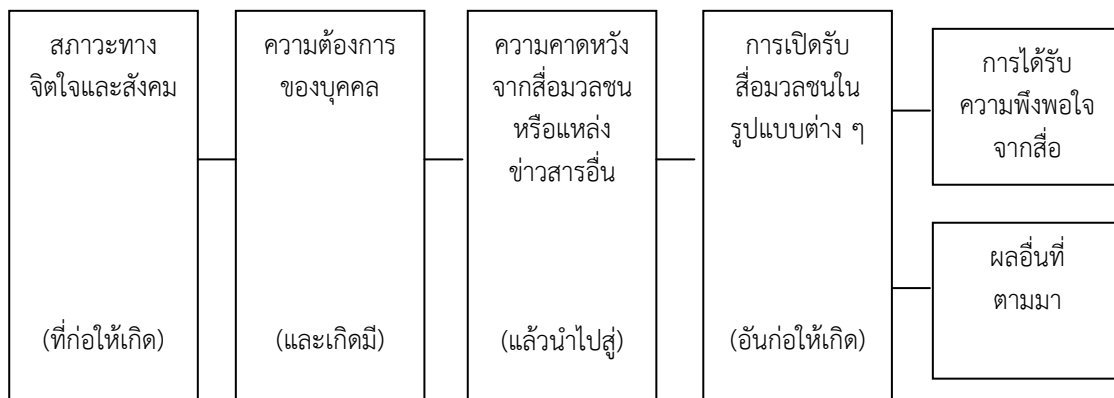 สภาวะทาง
จิตใจและสังคม
(ที่ก่อให้เกิด)
ความต้องการ
ของบุคคล
(และเกิดมี)
ความคาดหวัง
จากสื่อมวลชน
หรือแหล่ง
ข่าวสารอื่น
(แล้วนำไปสู่)
การเปิดรับ
สื่อมวลชนใน
รูปแบบต่าง ๆ
(อันก่อให้เกิด)
การได้รับ
ความพึงพอใจ
จากสื่อ
ผลอื่นที่
ตามมา